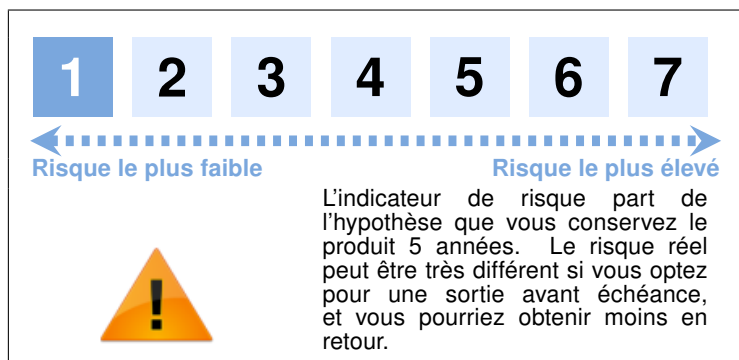 1 2 3 4 5 6 7
Risque le plus faible Risque le plus élevé
L'indicateur de risque part de
l'hypothèse que vous conservez le
produit 5 années. Le risque réel
peut être très différent si vous optez
pour une sortie avant échéance,
et vous pourriez obtenir moins en
retour.
!